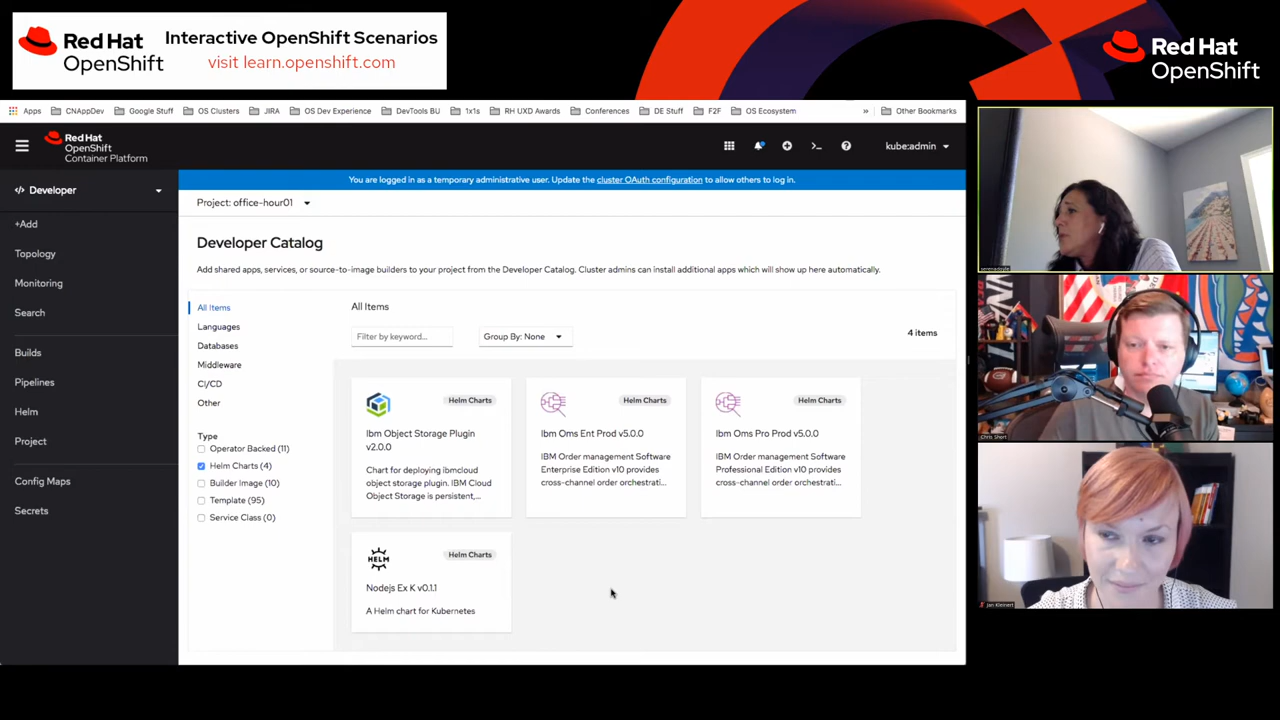 Red Hat
OpenShift
Interactive OpenShift Scenarios
visit learn.openshift.com
Red Hat
OpenShift
Apps
CNAppDev
Google Stuff
OS Clusters
JIRA
OS Dev Experience
DevTools BU
1x1s
RH UXD Awards
Conferences
DE Stuff
F2F
OS Ecosystem
»
Other Bookmarks
Red Hat
OpenShift
Container Platform
kube:admin
Developer
You are logged in as a temporary administrative user. Update the cluster OAuth configuration to allow others to log in.
Project: office-hour01
+Add
Topology
Monitoring
Search
Builds
Pipelines
Helm
Project
Config Maps
Secrets
Developer Catalog
Add shared apps, services, or source-to-image builders to your project from the Developer Catalog. Cluster admins can install additional apps which will show up here automatically.
All Items
Languages
Databases
Middleware
CI/CD
Other
Type
Operator Backed (11)
Helm Charts (4)
Builder Image (10)
Template (95)
Service Class (0)
All Items
Filter by keyword...
Group By: None
4 items
Helm Charts
Ibm Object Storage Plugin
v2.0.0
Chart for deploying ibmcloud
object storage plugin. IBM Cloud
Object Storage is persistent,...
Helm Charts
Ibm Oms Ent Prod v5.0.0
IBM Order management Software
Enterprise Edition v10 provides
cross-channel order orchestrati...
Helm Charts
Ibm Oms Pro Prod v5.0.0
IBM Order management Software
Professional Edition v10 provides
cross-channel order orchestrati...
HELM
Helm Charts
Nodejs Ex K v0.1.1
A Helm chart for Kubernetes
Chris Short
Jan Kleinert